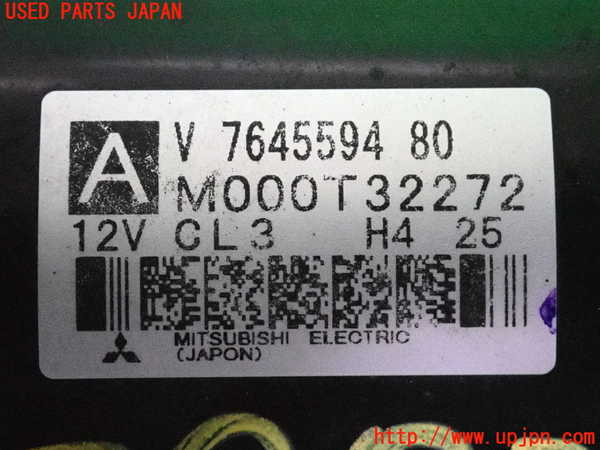 USED PARTS JAPAN
A
V 7645594 80
M000T32272
12V CL3 H4 25
MITSUBISHI ELECTRIC
(JAPON)
http://www.upjpn.com/